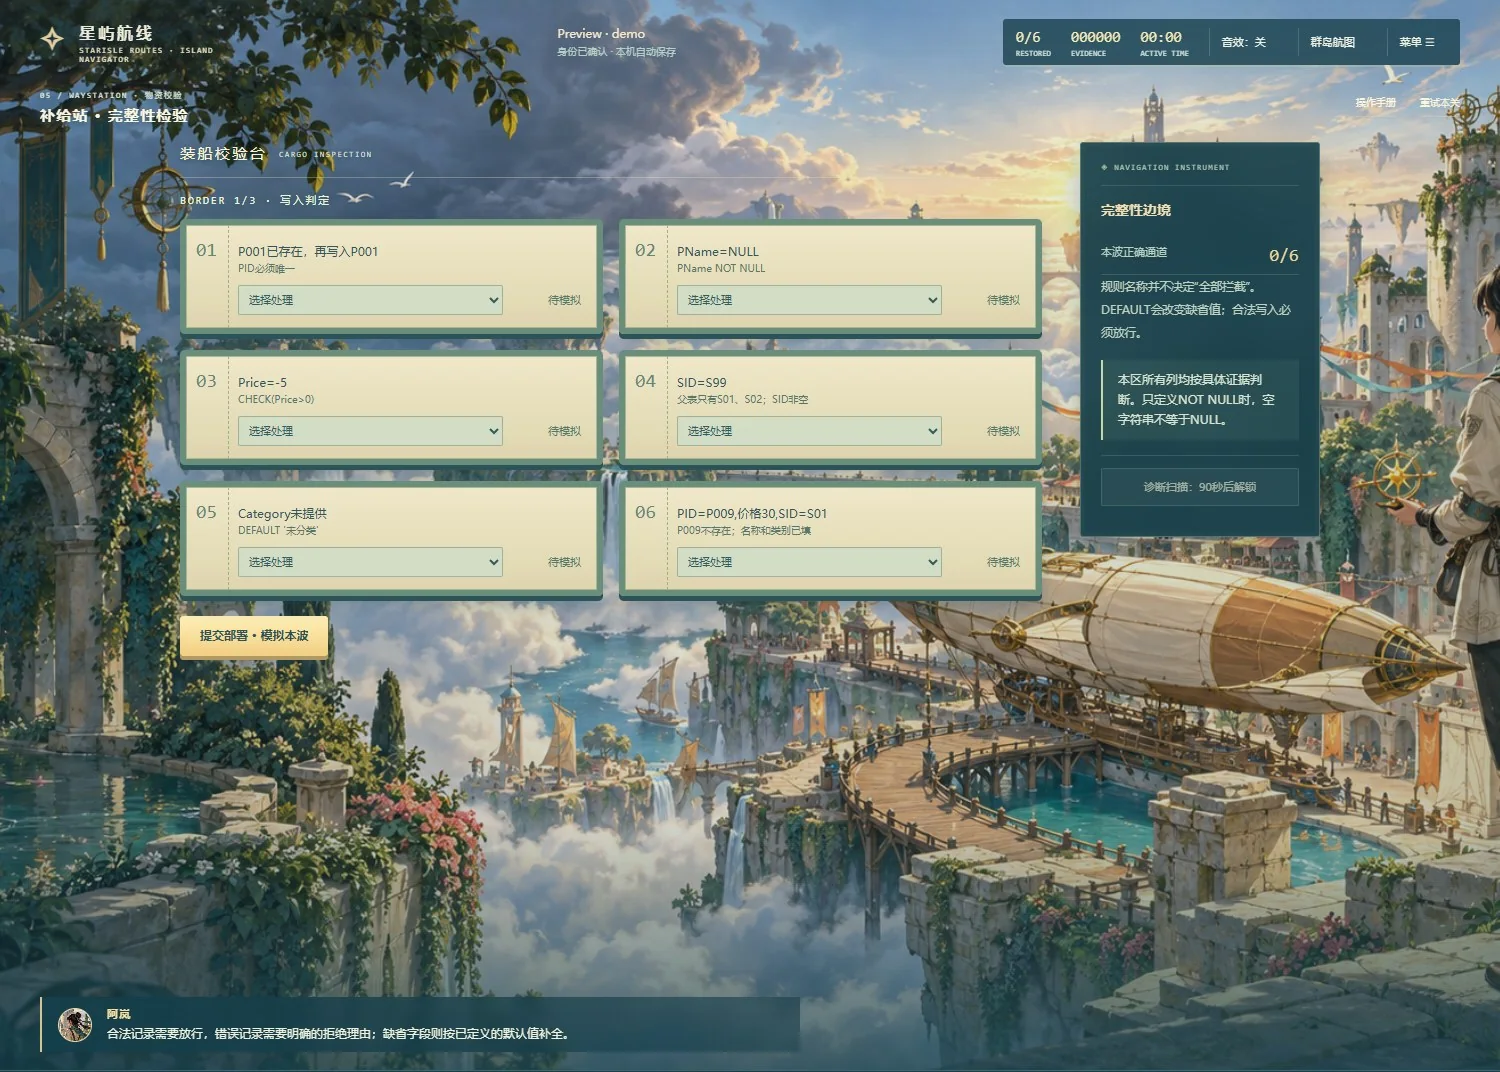 星屿航线
STARISLE ROUTES · ISLAND NAVIGATOR
Preview · demo
身份已确认 · 本机自动保存
0/6
RESTORED
000000
EVIDENCE
00:00
ACTIVE TIME
音效：关
群岛航图
菜单 ☰
05 / WAYSTATION · 物资校验
补给站 · 完整性检验
操作手册
重试本关
装船校验台
CARGO INSPECTION
BORDER 1/3 · 写入判定
01
P001已存在，再写入P001
PID必须唯一
选择处理
待模拟
02
PName=NULL
PName NOT NULL
选择处理
待模拟
03
Price=-5
CHECK(Price>0)
选择处理
待模拟
04
SID=S99
父表只有S01、S02；SID非空
选择处理
待模拟
05
Category未提供
DEFAULT '未分类'
选择处理
待模拟
06
PID=P009,价格30,SID=S01
P009不存在；名称和类别已填
选择处理
待模拟
提交部署 · 模拟本波
NAVIGATION INSTRUMENT
完整性边境
本波正确通道
0/6
规则名称并不决定“全部拦截”。
DEFAULT会改变缺省值；合法写入必
须放行。
本区所有列均按具体证据判
断。只定义NOT NULL时，空
字符串不等于NULL。
诊断扫描：90秒后解锁
阿岚
合法记录需要放行，错误记录需要明确的拒绝理由；缺省字段则按已定义的默认值补全。